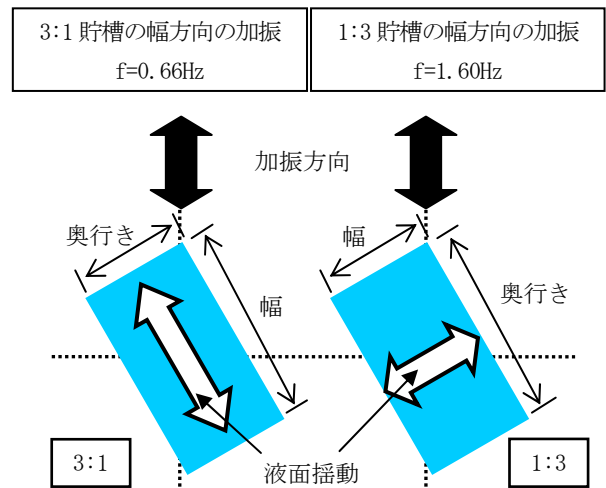 3:1 貯槽の幅方向の加振
f=0.66Hz
1:3 貯槽の幅方向の加振
f=1.60Hz
加振方向
奥行き
幅
幅
奥行き
3:1
液面揺動
1:3